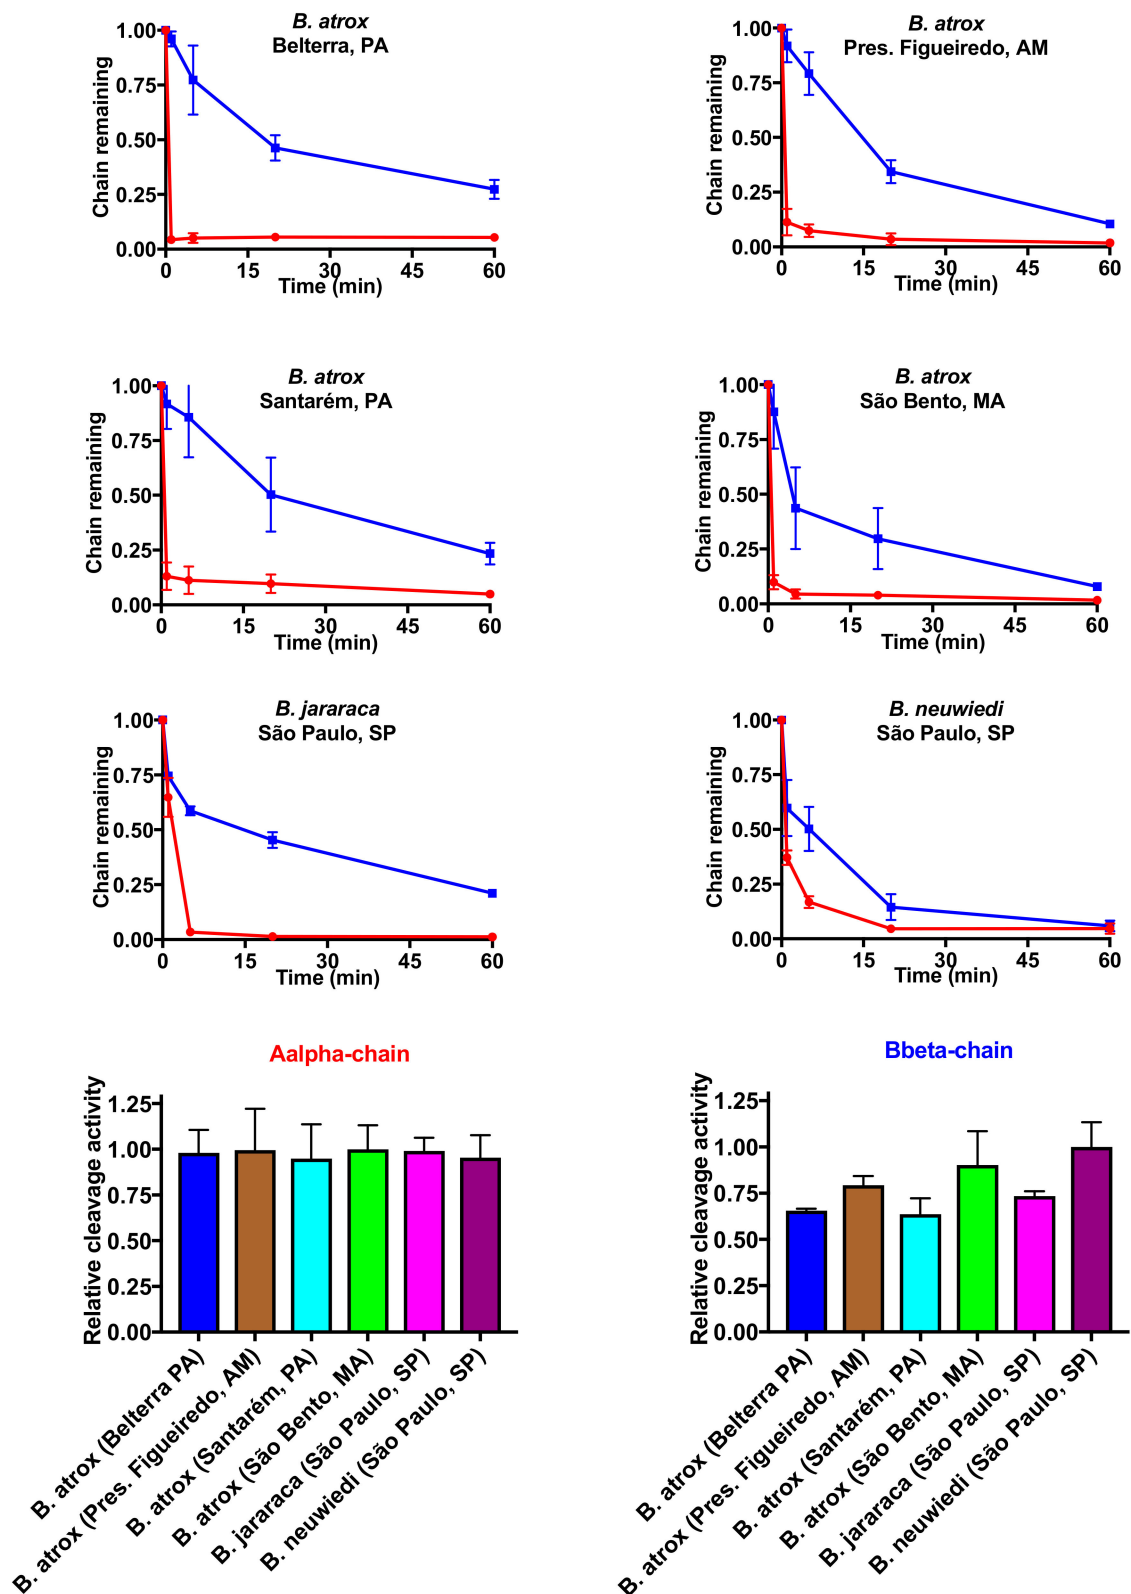 B. atrox
Belterra, PA
Chain remaining
1.00
0.75
0.50
0.25
0.00
0 15 30 45 60
Time (min)
B. atrox
Pres. Figueiredo, AM
Chain remaining
1.00
0.75
0.50
0.25
0.00
0 15 30 45 60
Time (min)
B. atrox
Santarém, PA
Chain remaining
1.00
0.75
0.50
0.25
0.00
0 15 30 45 60
Time (min)
B. atrox
São Bento, MA
Chain remaining
1.00
0.75
0.50
0.25
0.00
0 15 30 45 60
Time (min)
B. jararaca
São Paulo, SP
Chain remaining
1.00
0.75
0.50
0.25
0.00
0 15 30 45 60
Time (min)
B. neuwiedi
São Paulo, SP
Chain remaining
1.00
0.75
0.50
0.25
0.00
0 15 30 45 60
Time (min)
Aalpha-chain
Relative cleavage activity
1.25
1.00
0.75
0.50
0.25
0.00
B. atrox (Belterra PA)
B. atrox (Pres. Figueiredo, AM)
B. atrox (Santarém, PA)
B. atrox (São Bento, MA)
B. jararaca (São Paulo, SP)
B. neuwiedi (São Paulo, SP)
Bbeta-chain
Relative cleavage activity
1.25
1.00
0.75
0.50
0.25
0.00
B. atrox (Belterra PA)
B. atrox (Pres. Figueiredo, AM)
B. atrox (Santarém, PA)
B. atrox (São Bento, MA)
B. jararaca (São Paulo, SP)
B. neuwiedi (São Paulo, SP)